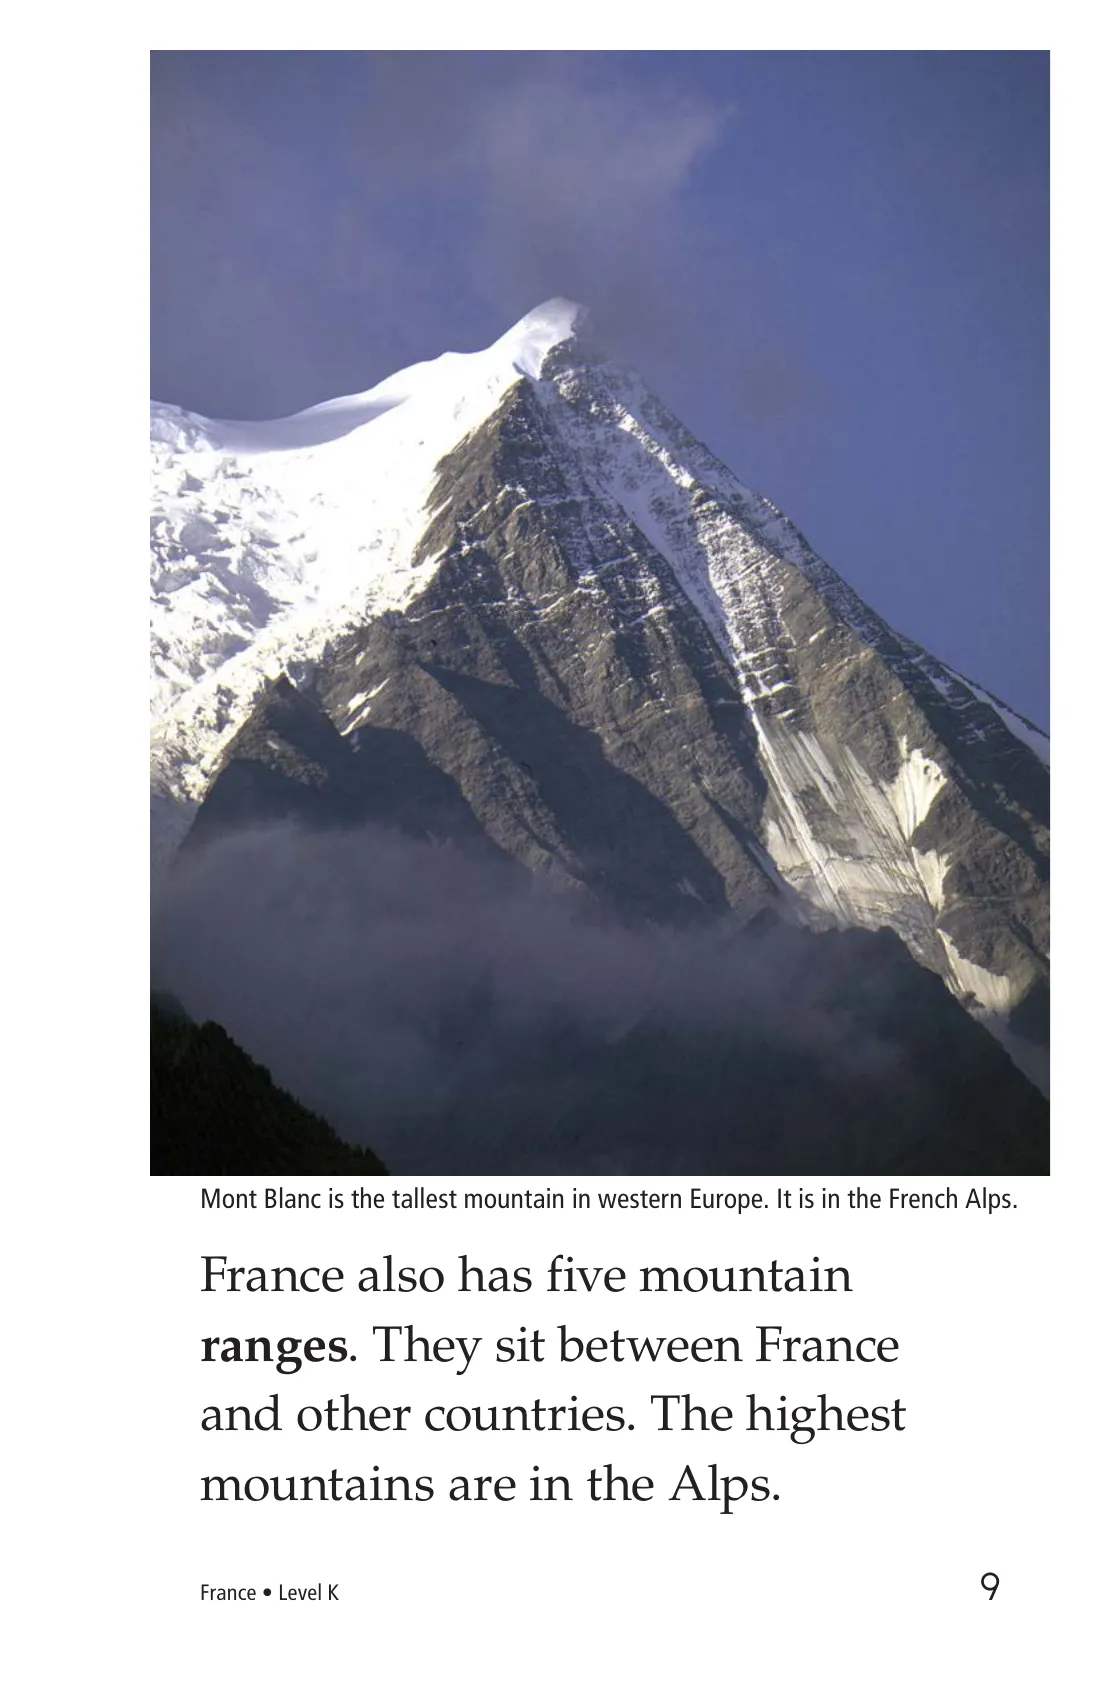 Mont Blanc is the tallest mountain in western Europe. It is in the French Alps.
France also has five mountain
ranges. They sit between France
and other countries. The highest
mountains are in the Alps.
France • Level K
9